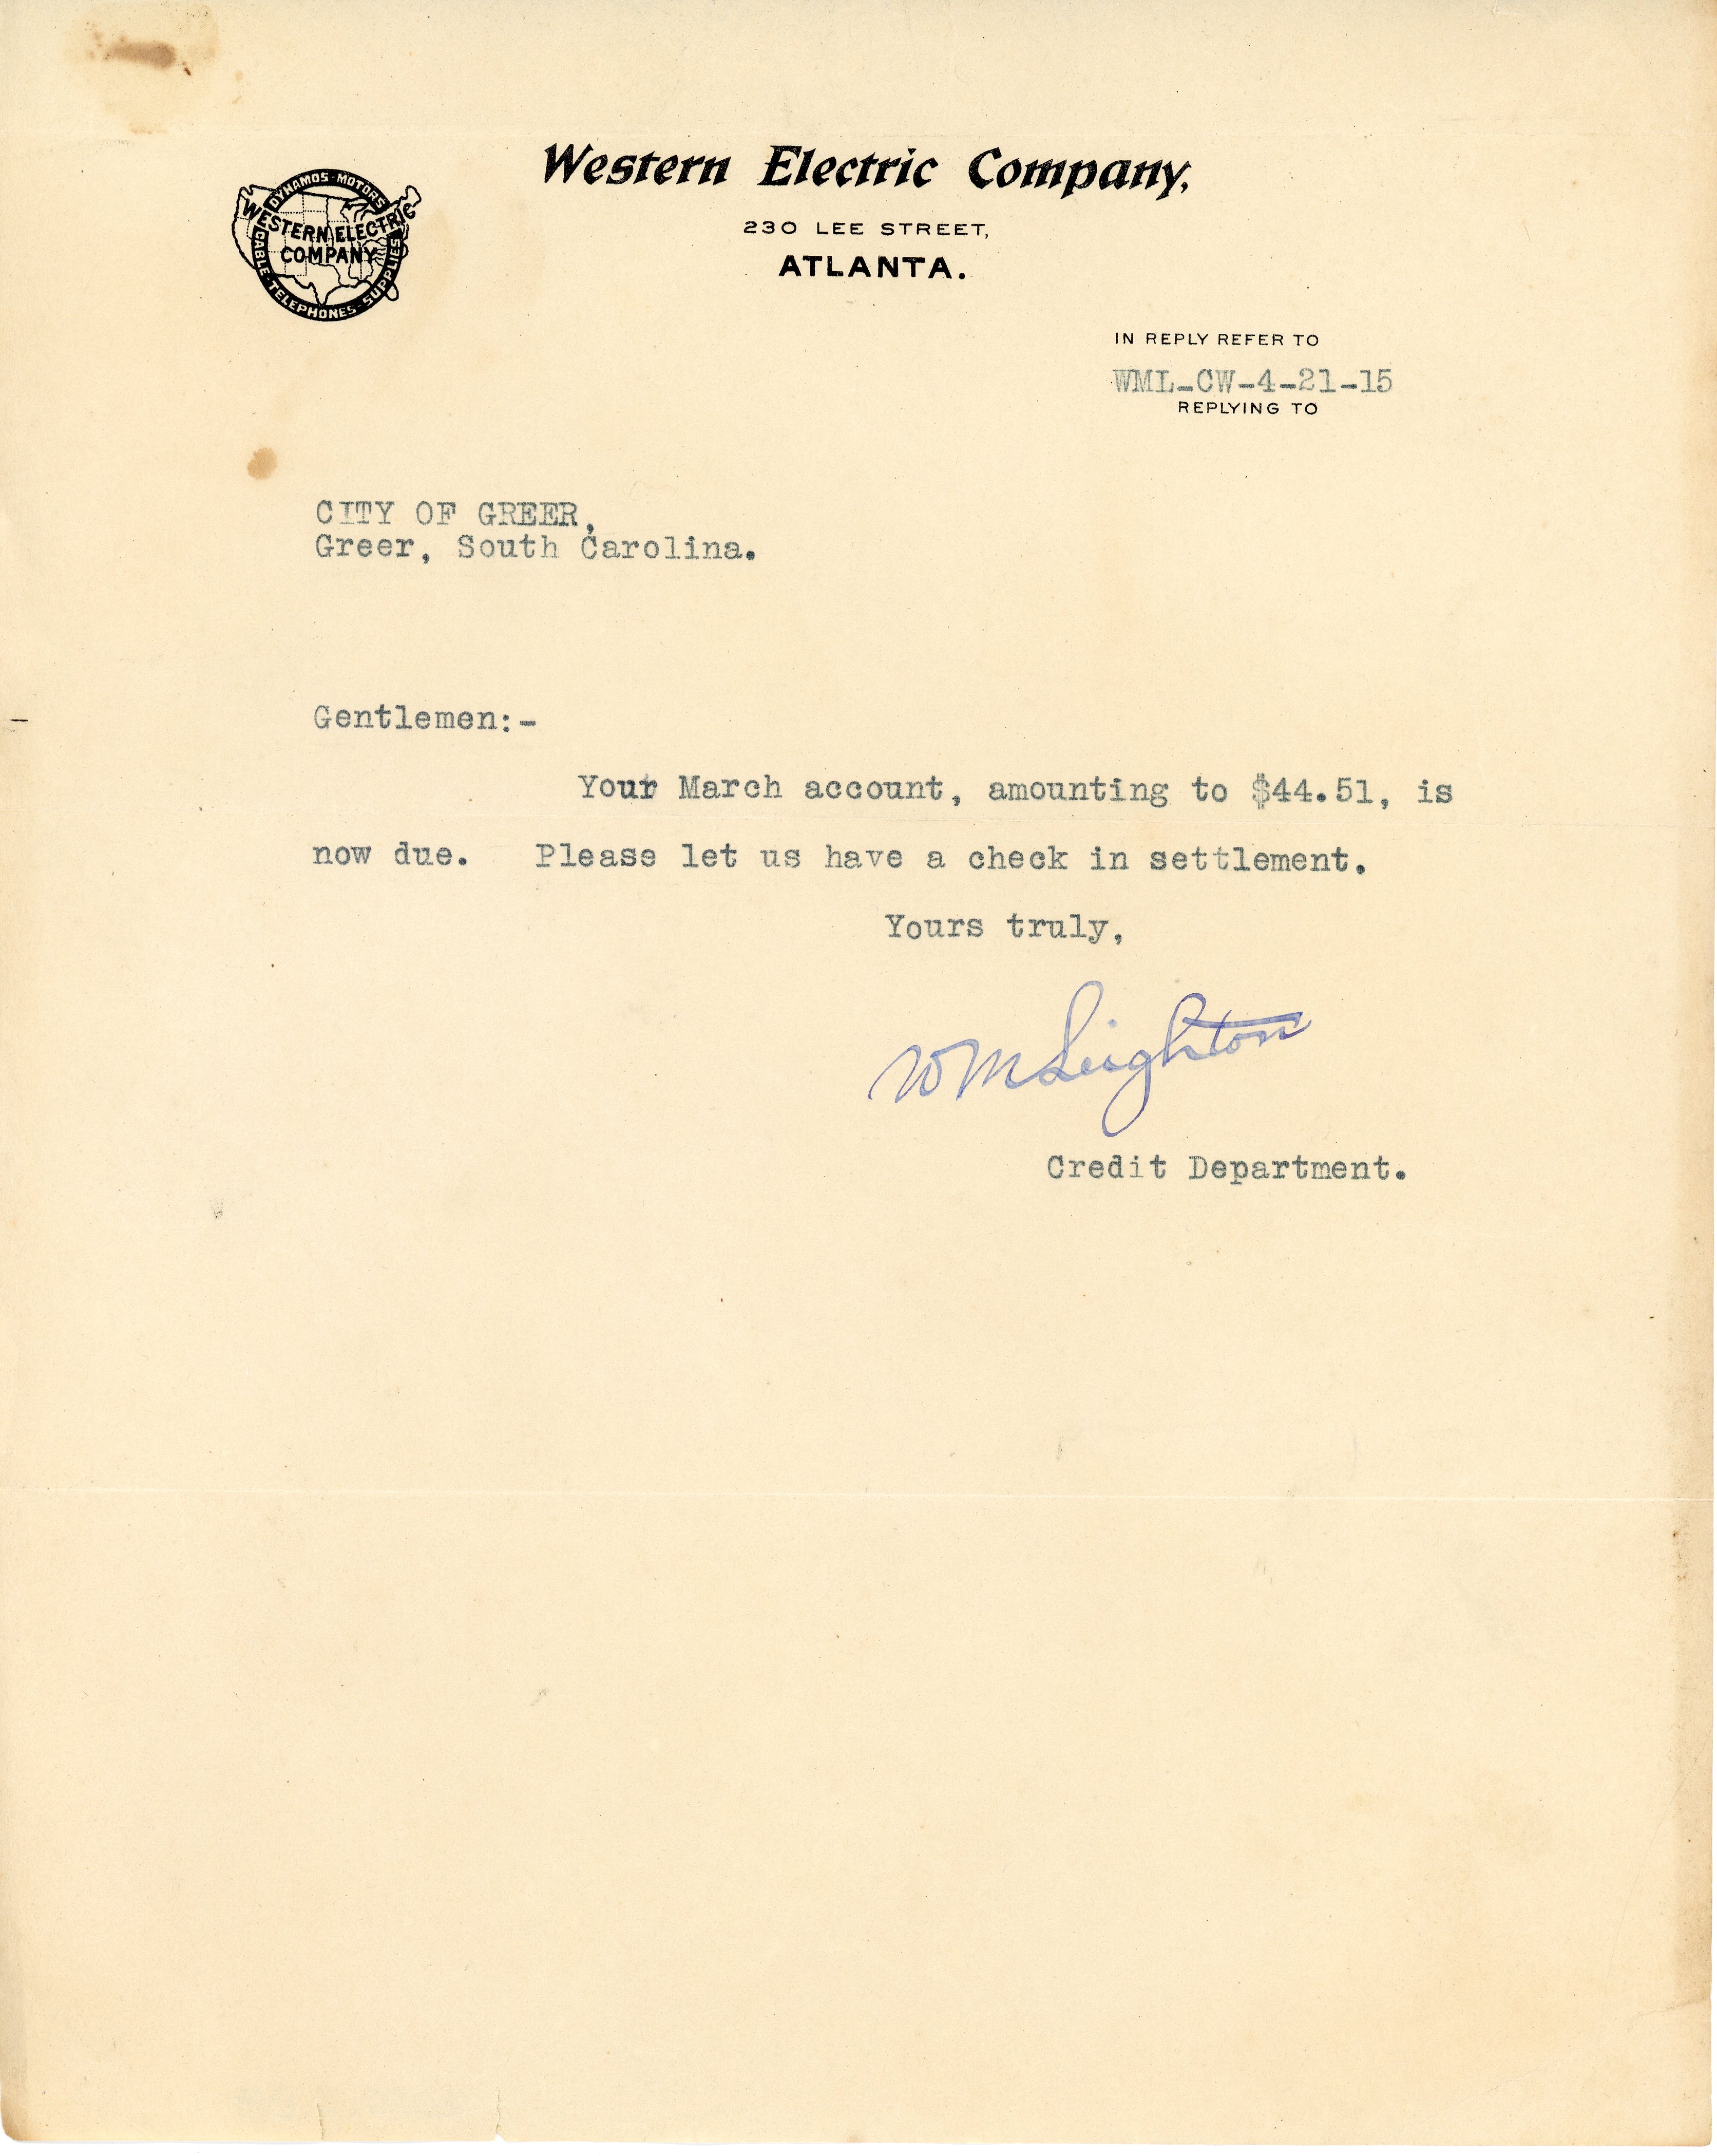 Western Electric Company,
230 LEE STREET,
ATLANTA.
DYNAMOS - MOTORS
WESTERN ELECTRIC
COMPANY
CABLE - TELEPHONES - SUPPLIES
IN REPLY REFER TO
WML-CW-4-21-15
REPLYING TO
CITY OF GREER,
Greer, South Carolina.
Gentlemen:-
Your March account, amounting to $44.51, is
now due. Please let us have a check in settlement.
Yours truly,
WM Leighton
Credit Department.